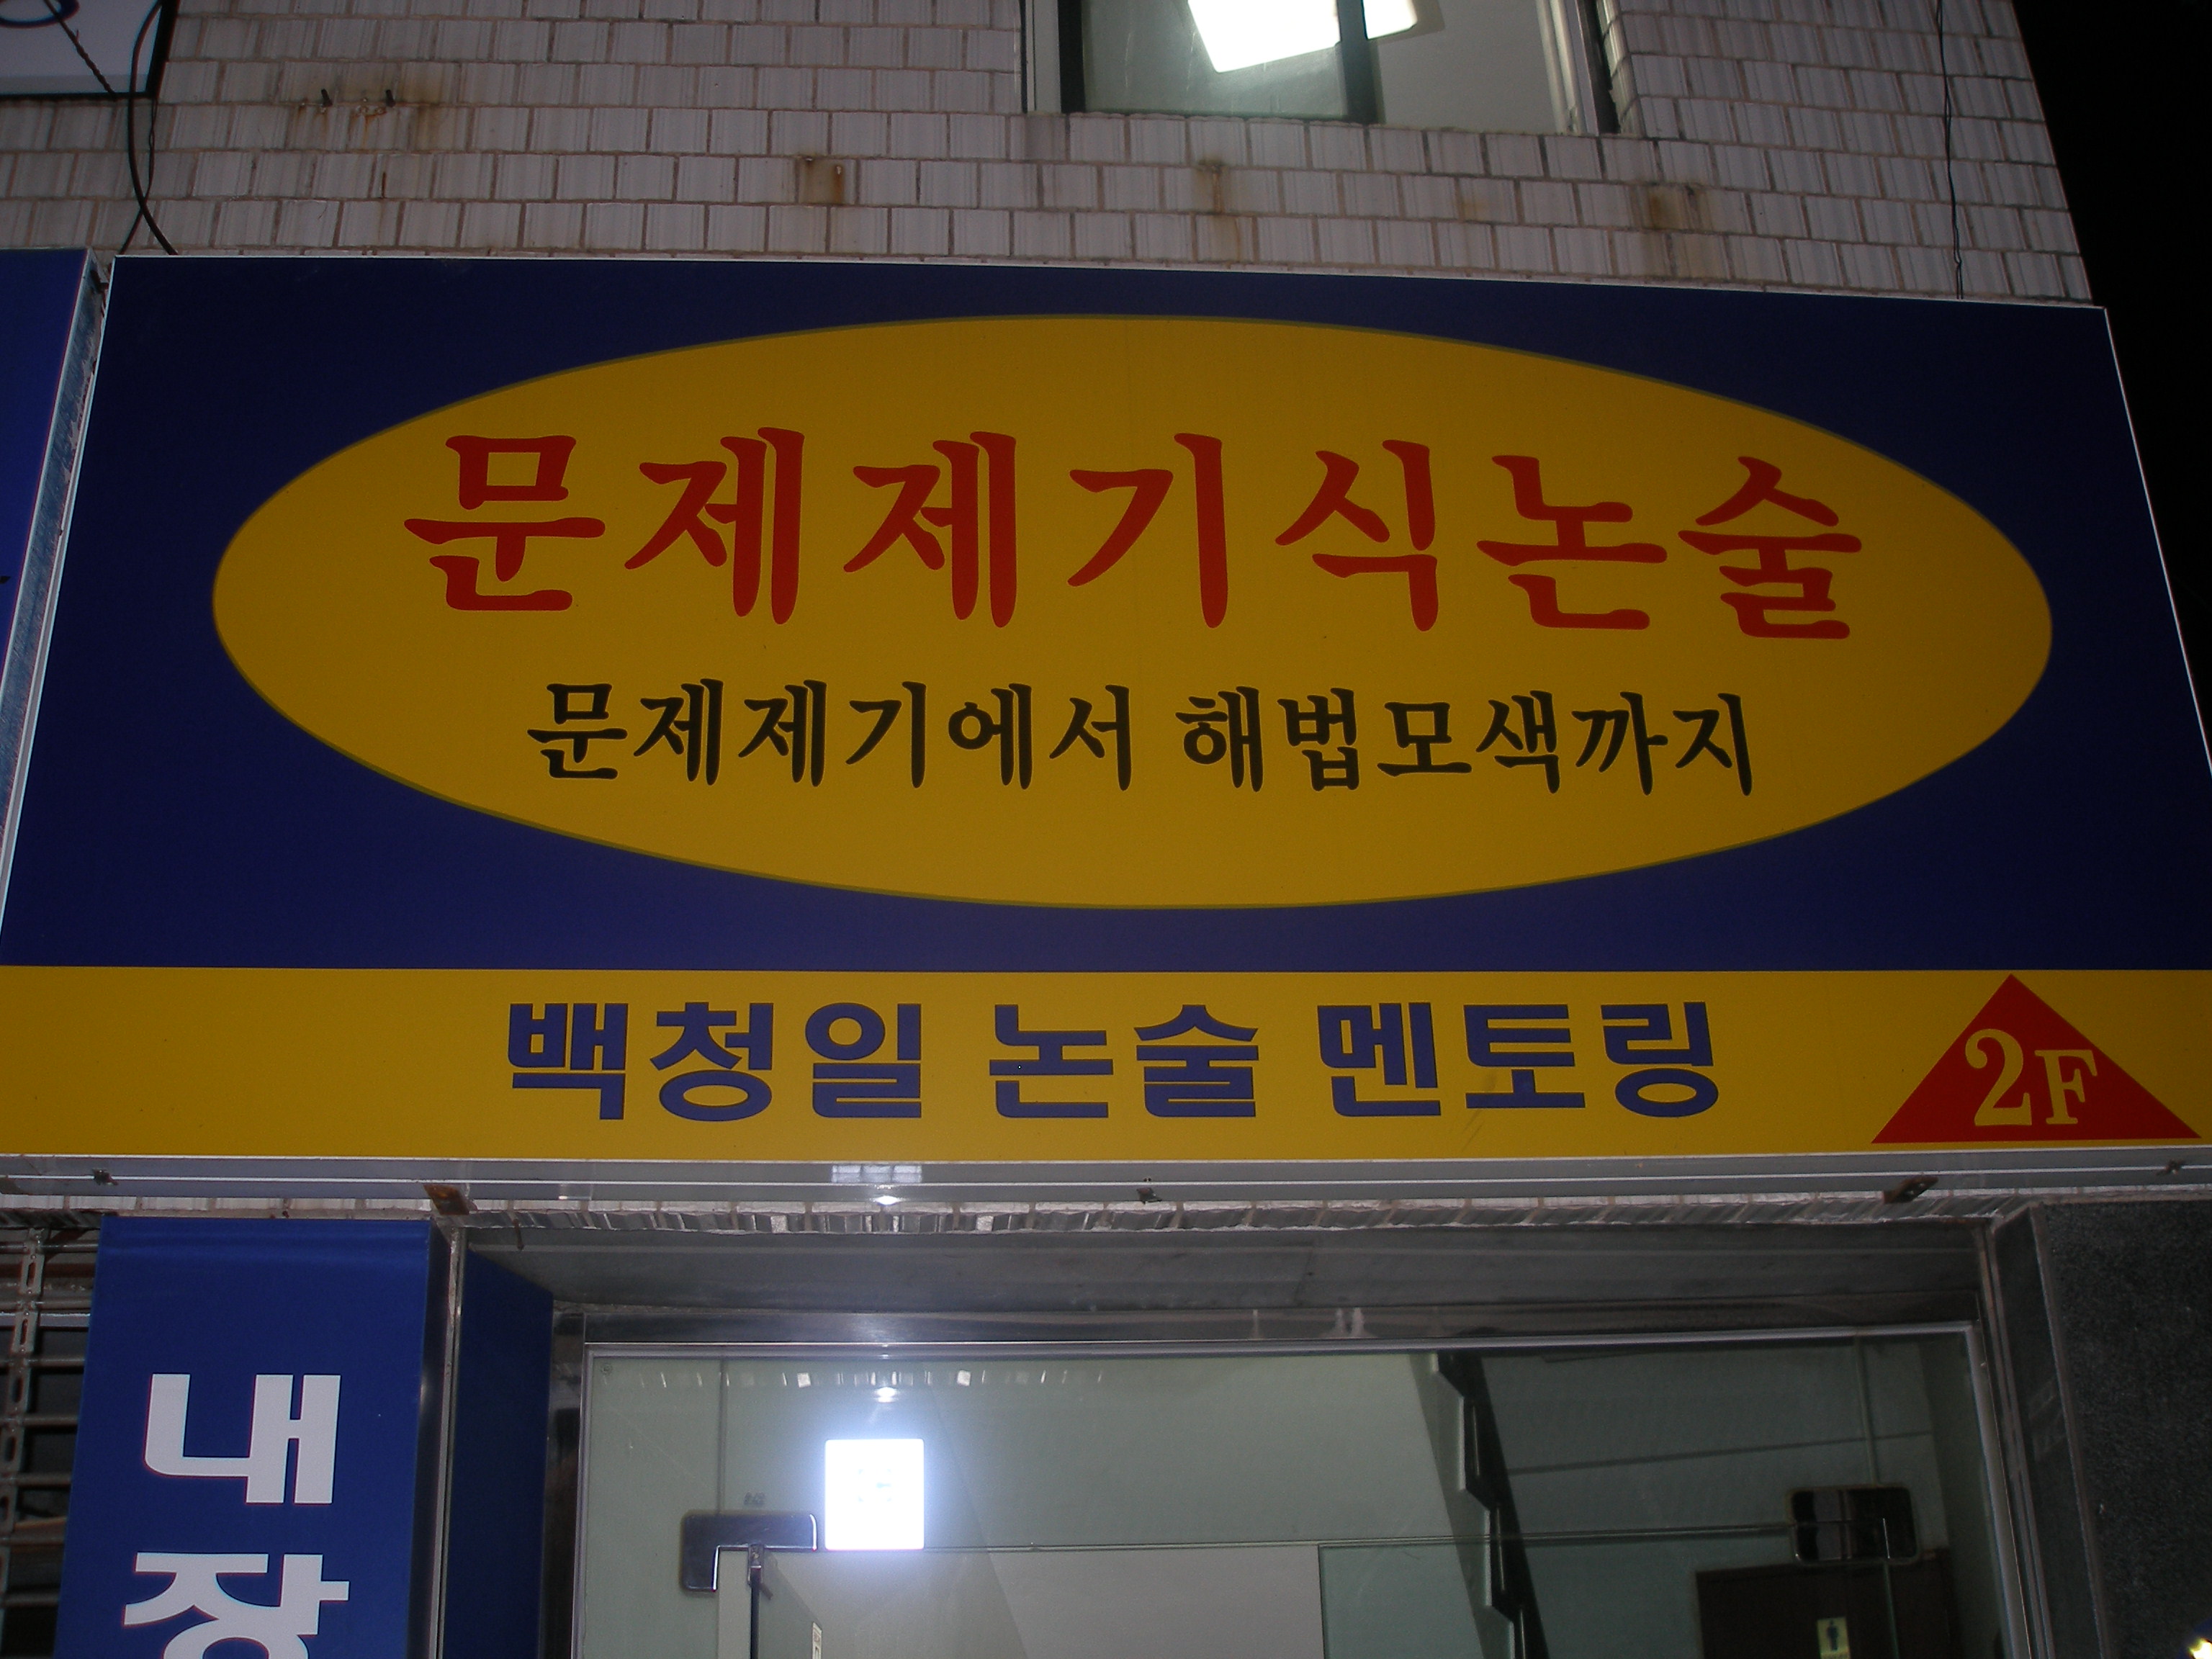 문제제기식논술
문제제기에서 해법모색까지
백청일 논술 멘토링
2F
내
장